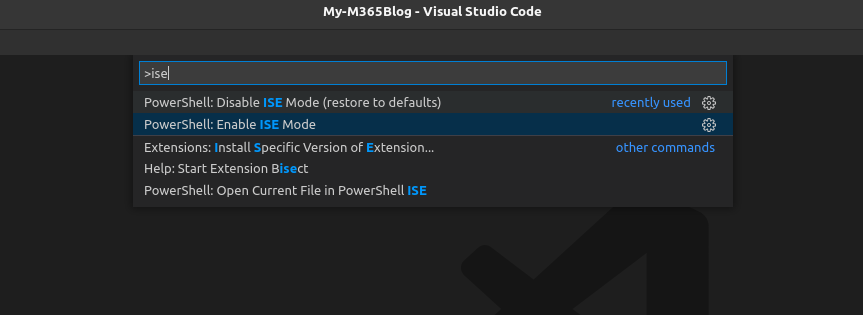 My-M365Blog - Visual Studio Code
>ise
PowerShell: Disable ISE Mode (restore to defaults) recently used
PowerShell: Enable ISE Mode
Extensions: Install Specific Version of Extension... other commands
Help: Start Extension Bisect
PowerShell: Open Current File in PowerShell ISE